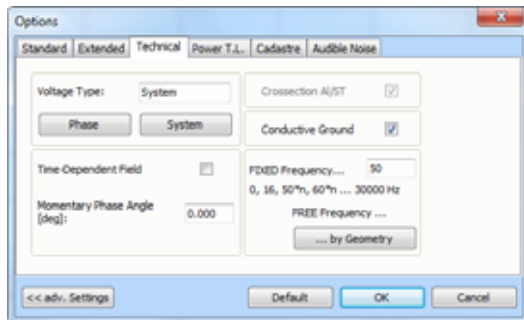 Options
Standard Extended Technical Power T.L. Cadastre Audible Noise
Voltage Type: System
Phase System
Crossection Al/ST
Conductive Ground
Time-Dependent Field
Momentary Phase Angle
[deg]: 0.000
FIXED Frequency.... 50
0, 16, 50*n, 60*n ... 30000 Hz
FREE Frequency ...
... by Geometry
<< adv. Settings Default OK Cancel